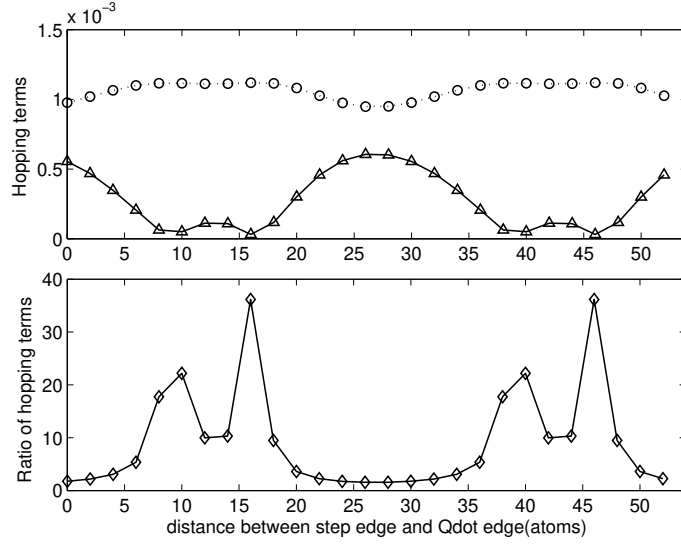 x 10⁻³
1.5
1
0.5
0
Hopping terms
0 5 10 15 20 25 30 35 40 45 50
40
30
20
10
0
Ratio of hopping terms
0 5 10 15 20 25 30 35 40 45 50
distance between step edge and Qdot edge(atoms)